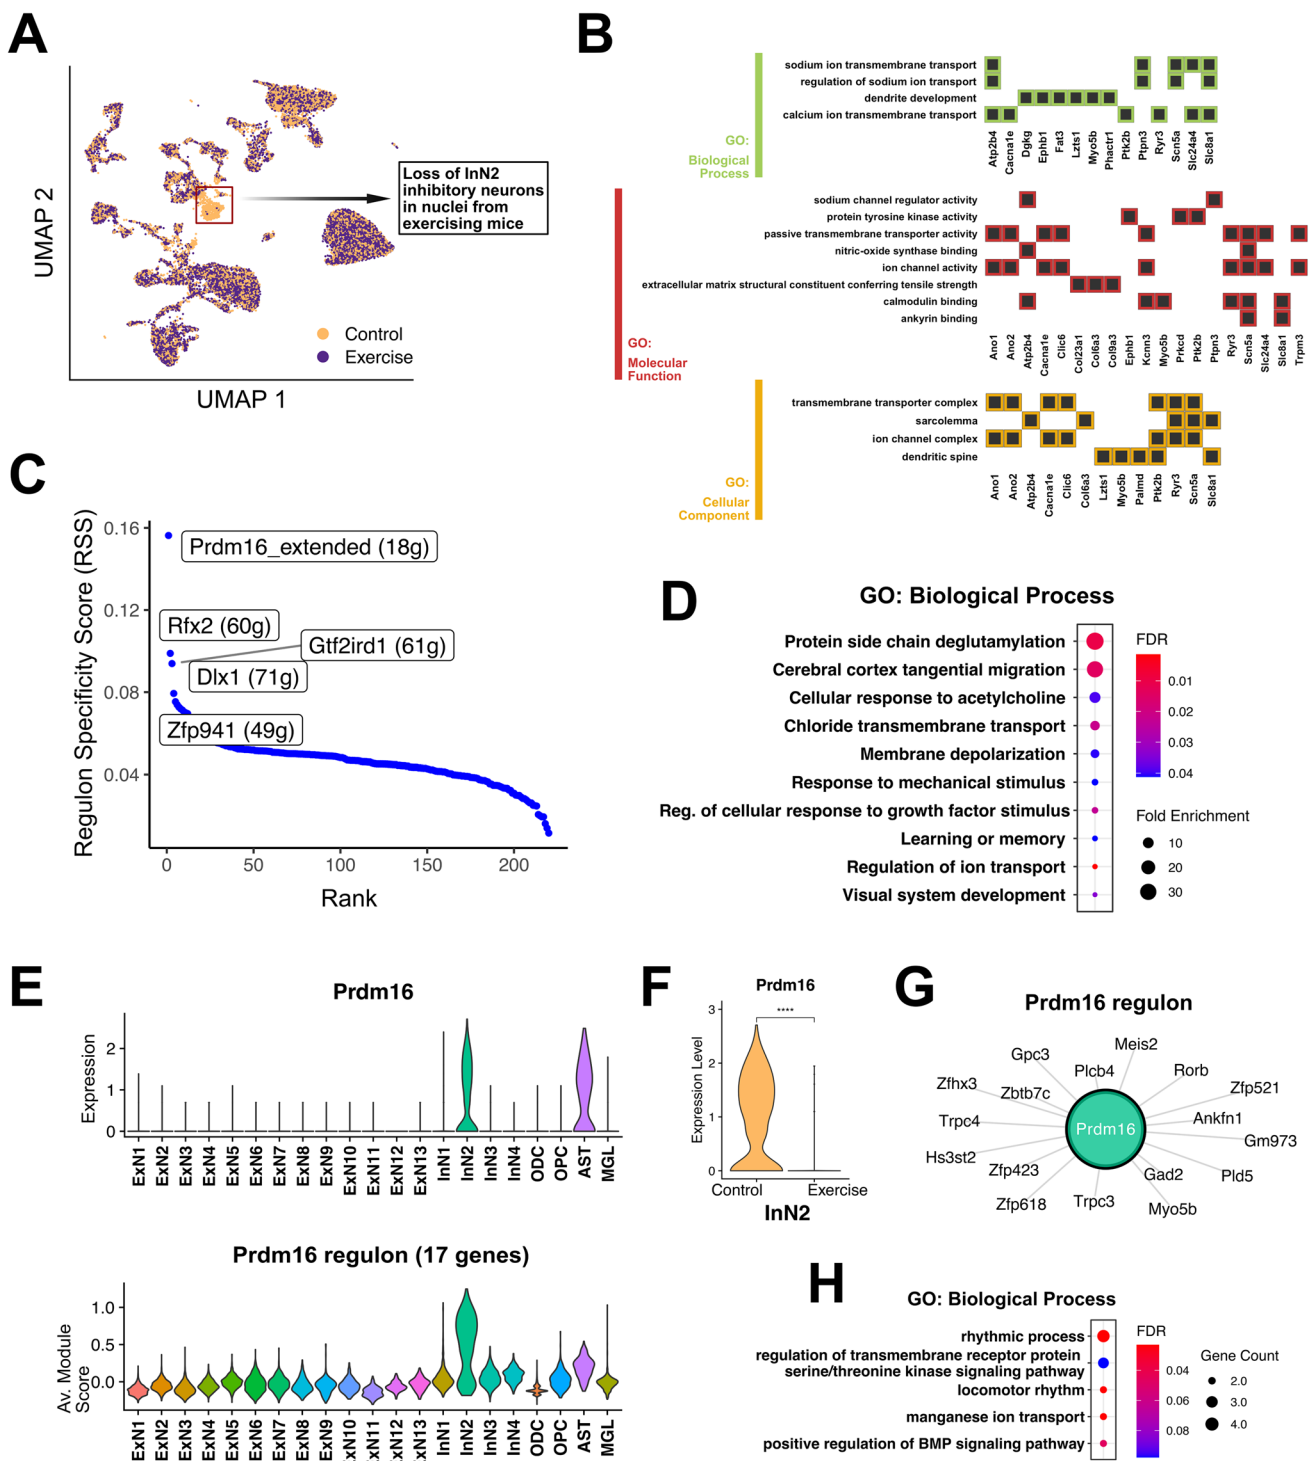 A
UMAP 2
UMAP 1
Loss of InN2
inhibitory neurons
in nuclei from
exercising mice
Control
Exercise
B
GO:
Biological
Process
sodium ion transmembrane transport
regulation of sodium ion transport
dendrite development
calcium ion transmembrane transport
Atp2b4
Cacna1e
Dgkg
Ephb1
Fat3
Lzts1
Myo5b
Phactr1
Ptk2b
Ptpn3
Ryr3
Scn5a
Slc24a4
Slc8a1
GO:
Molecular
Function
sodium channel regulator activity
protein tyrosine kinase activity
passive transmembrane transporter activity
nitric-oxide synthase binding
ion channel activity
extracellular matrix structural constituent conferring tensile strength
calmodulin binding
ankyrin binding
Ano1
Ano2
Atp2b4
Cacna1e
Clic6
Col23a1
Col6a3
Col9a3
Ephb1
Kcnn3
Myo5b
Prkcd
Ptk2b
Ptpn3
Ryr3
Scn5a
Slc24a4
Slc8a1
Trpm3
GO:
Cellular
Component
transmembrane transporter complex
sarcolemma
ion channel complex
dendritic spine
Ano1
Ano2
Atp2b4
Cacna1e
Clic6
Col6a3
Lzts1
Myo5b
Palmd
Ptk2b
Ryr3
Scn5a
Slc8a1
C
Regulon Specificity Score (RSS)
0.16
0.12
0.08
0.04
Prdm16_extended (18g)
Rfx2 (60g)
Gtf2ird1 (61g)
Dlx1 (71g)
Zfp941 (49g)
0
50
100
150
200
Rank
D
GO: Biological Process
Protein side chain deglutamylation
Cerebral cortex tangential migration
Cellular response to acetylcholine
Chloride transmembrane transport
Membrane depolarization
Response to mechanical stimulus
Reg. of cellular response to growth factor stimulus
Learning or memory
Regulation of ion transport
Visual system development
FDR
0.01
0.02
0.03
0.04
Fold Enrichment
10
20
30
E
Prdm16
Expression
2
1
0
ExN1
ExN2
ExN3
ExN4
ExN5
ExN6
ExN7
ExN8
ExN9
ExN10
ExN11
ExN12
ExN13
InN1
InN2
InN3
InN4
ODC
OPC
AST
MGL
Prdm16 regulon (17 genes)
Av. Module
Score
1.0
0.5
0.0
ExN1
ExN2
ExN3
ExN4
ExN5
ExN6
ExN7
ExN8
ExN9
xN10
xN11
xN12
xN13
InN1
InN2
InN3
InN4
ODC
OPC
AST
MGL
F
Prdm16
Expression Level
3
2
1
0
****
Control
Exercise
InN2
G
Prdm16 regulon
Meis2
Gpc3
Plcb4
Rorb
Zfhx3
Zbtb7c
Zfp521
Trpc4
Prdm16
Ankfn1
Gm973
Hs3st2
Zfp423
Gad2
Pld5
Zfp618
Trpc3
Myo5b
H
GO: Biological Process
rhythmic process
regulation of transmembrane receptor protein
serine/threonine kinase signaling pathway
locomotor rhythm
manganese ion transport
positive regulation of BMP signaling pathway
FDR
0.04
0.06
0.08
Gene Count
2.0
3.0
4.0